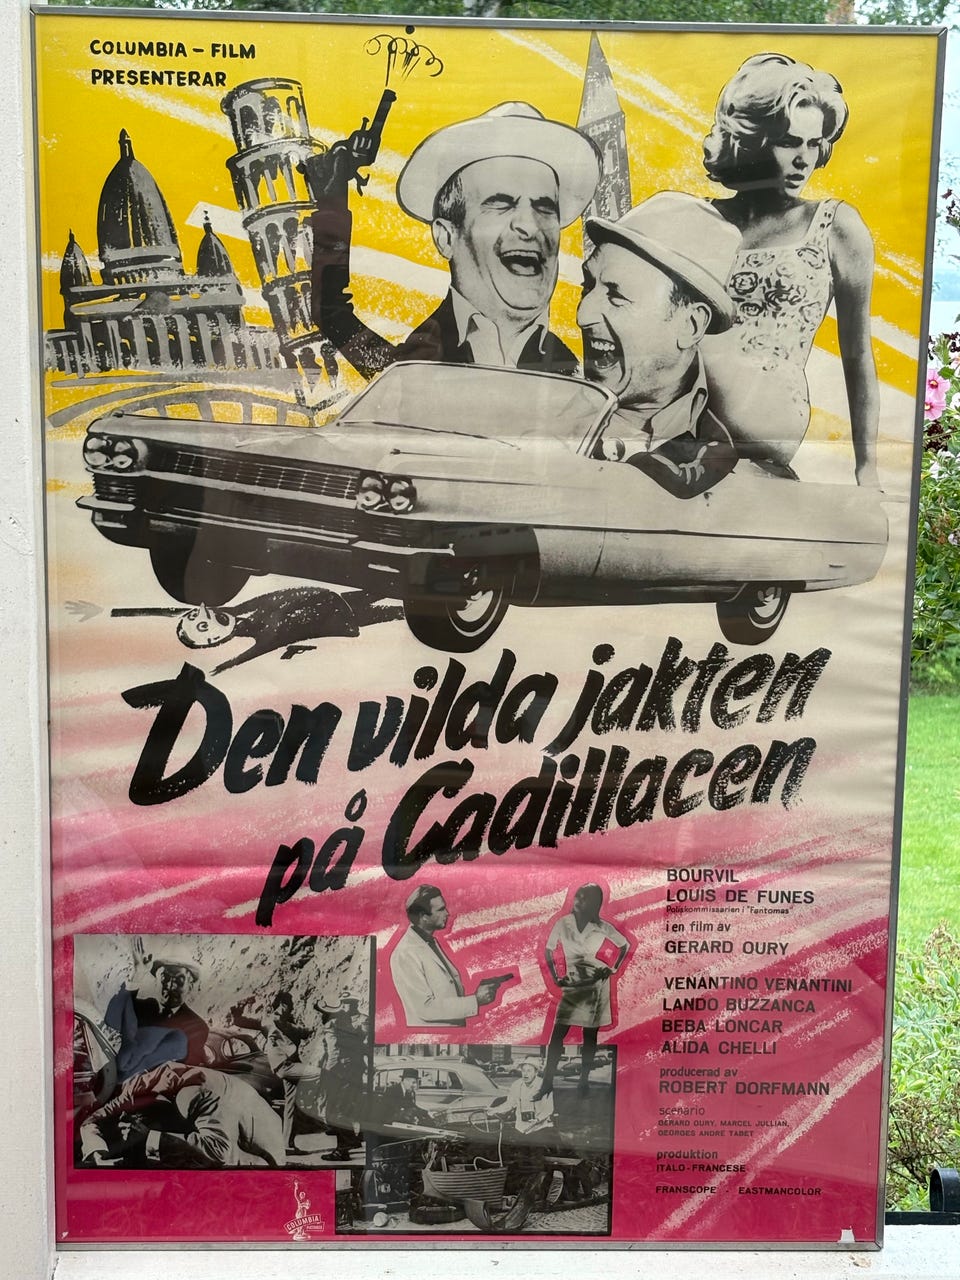 COLUMBIA – FILM
PRESENTERAR
Den vilda jakten
på Cadillacen
BOURVIL
LOUIS DE FUNES
Poliskommissarien i "Fantomas"
i en film av
GERARD OURY
VENANTINO VENANTINI
LANDO BUZZANCA
BEBA LONCAR
ALIDA CHELLI
producerad av
ROBERT DORFMANN
scenario
GERARD OURY, MARCEL JULLIAN,
GEORGES ANDRE TABET
produktion
ITALO-FRANCESE
FRANSCOPE - EASTMANCOLOR
COLUMBIA
PICTURES